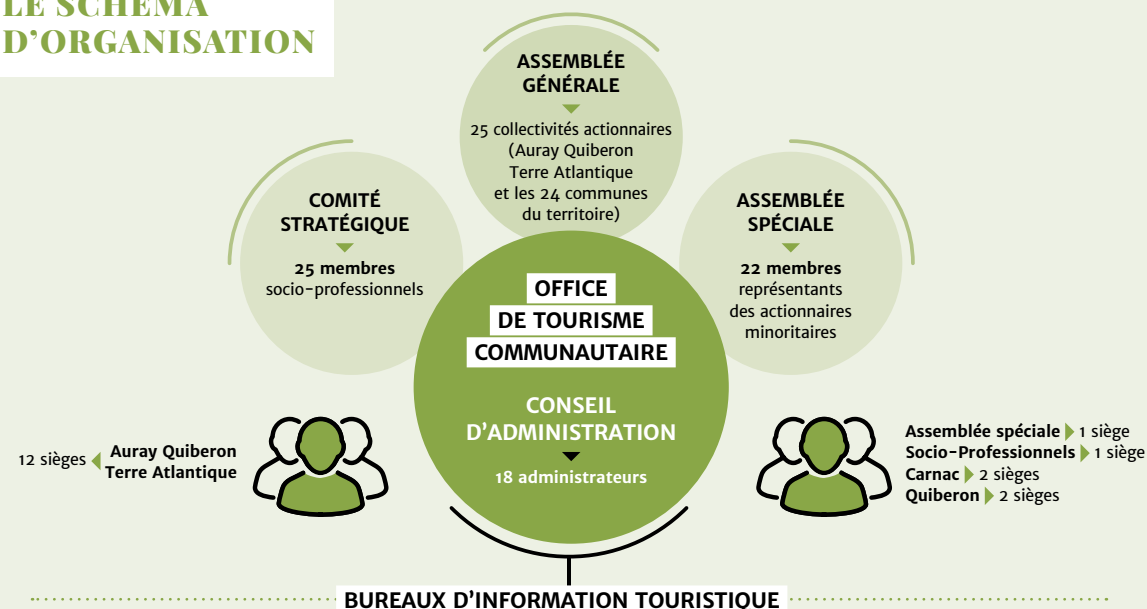 LE SCHÉMA
D'ORGANISATION
ASSEMBLÉE
GÉNÉRALE
25 collectivités actionnaires
(Auray Quiberon
Terre Atlantique
et les 24 communes
du territoire)
COMITÉ
STRATÉGIQUE
25 membres
socio-professionnels
ASSEMBLÉE
SPÉCIALE
22 membres
représentants
des actionnaires
minoritaires
OFFICE
DE TOURISME
COMMUNAUTAIRE
CONSEIL
D'ADMINISTRATION
18 administrateurs
12 sièges Auray Quiberon
Terre Atlantique
Assemblée spéciale 1 siège
Socio-Professionnels 1 siège
Carnac 2 sièges
Quiberon 2 sièges
BUREAUX D'INFORMATION TOURISTIQUE